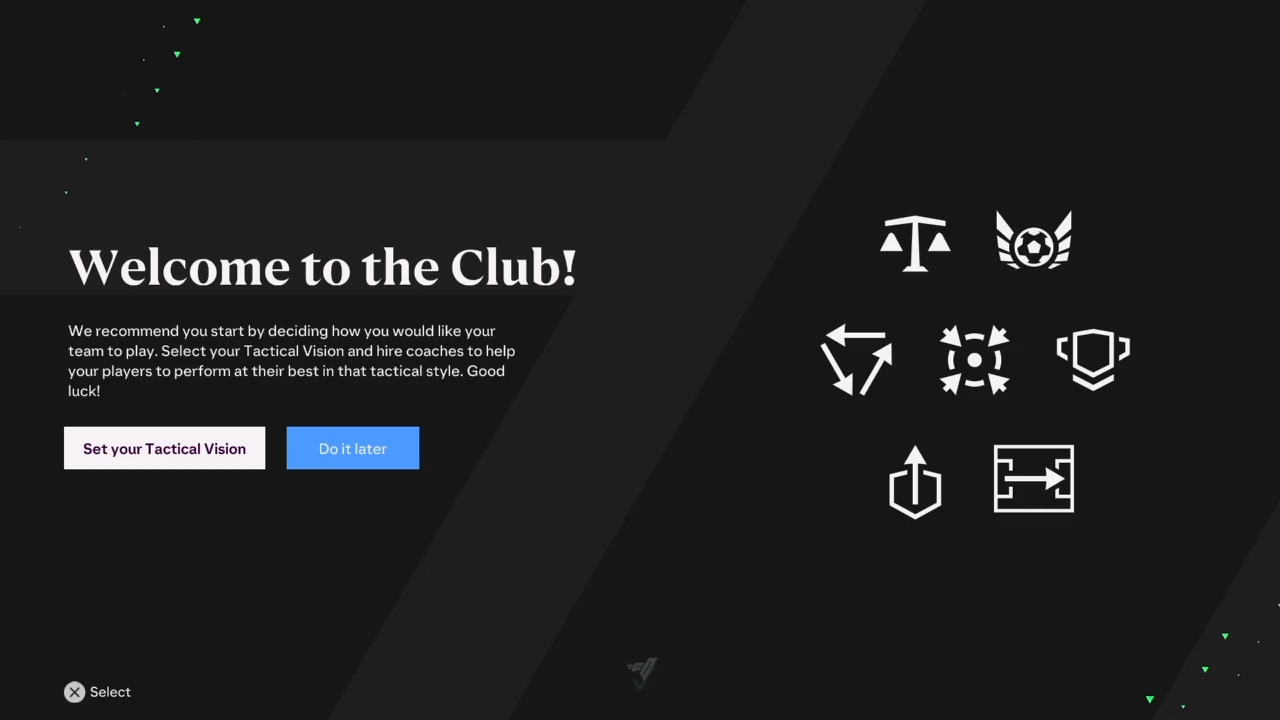 Welcome to the Club!
We recommend you start by deciding how you would like your
team to play. Select your Tactical Vision and hire coaches to help
your players to perform at their best in that tactical style. Good
luck!
Set your Tactical Vision
Do it later
Select